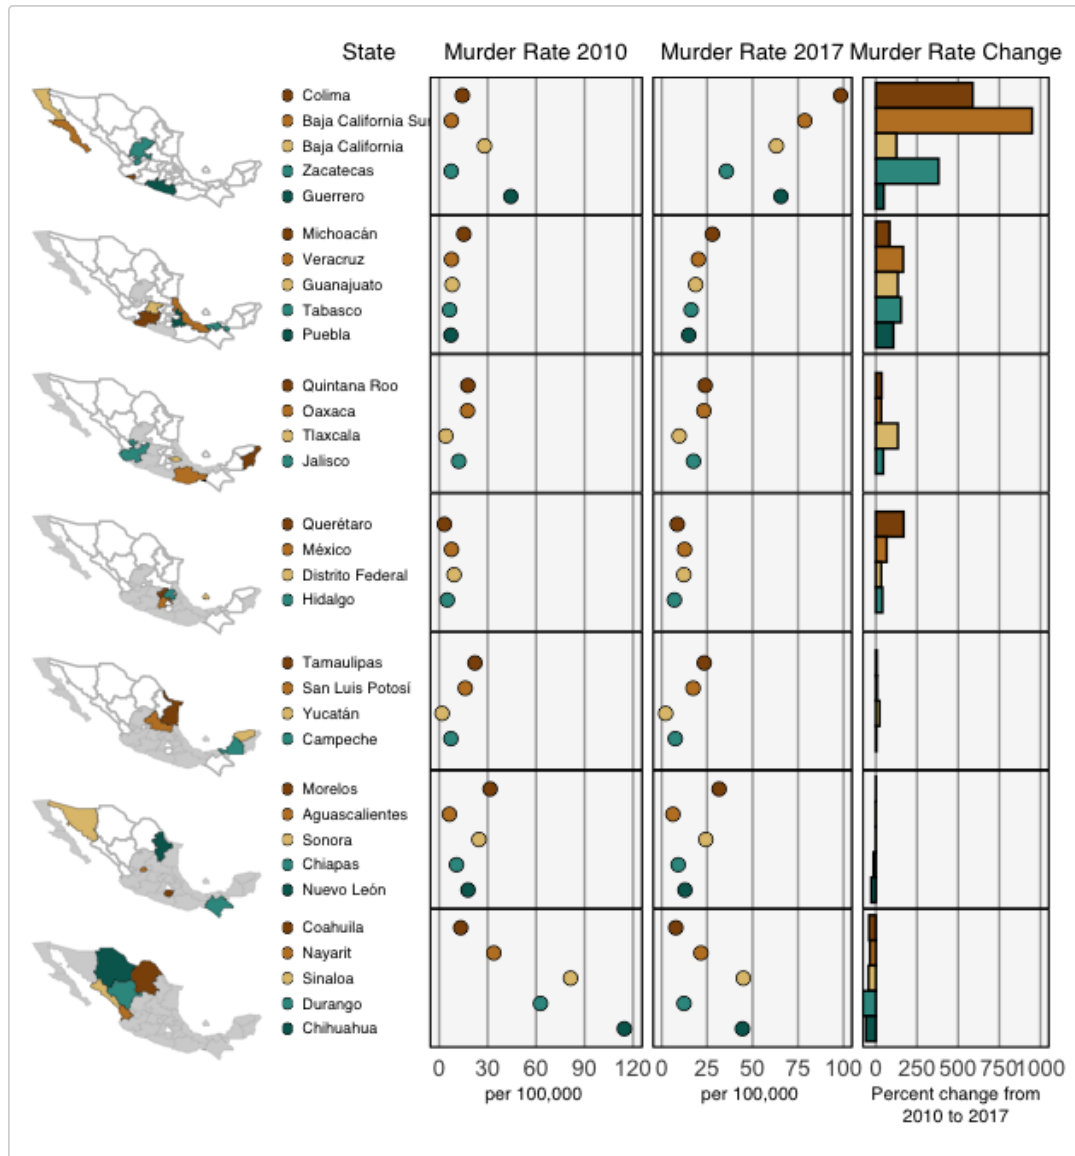 State Murder Rate 2010 Murder Rate 2017 Murder Rate Change
Colima
Baja California Sur
Baja California
Zacatecas
Guerrero
Michoacán
Veracruz
Guanajuato
Tabasco
Puebla
Quintana Roo
Oaxaca
Tlaxcala
Jalisco
Querétaro
México
Distrito Federal
Hidalgo
Tamaulipas
San Luis Potosí
Yucatán
Campeche
Morelos
Aguascalientes
Sonora
Chiapas
Nuevo León
Coahuila
Nayarit
Sinaloa
Durango
Chihuahua
0 30 60 90 120 0 25 50 75 100 0 250 500 750 1000
per 100,000 per 100,000 Percent change from
2010 to 2017